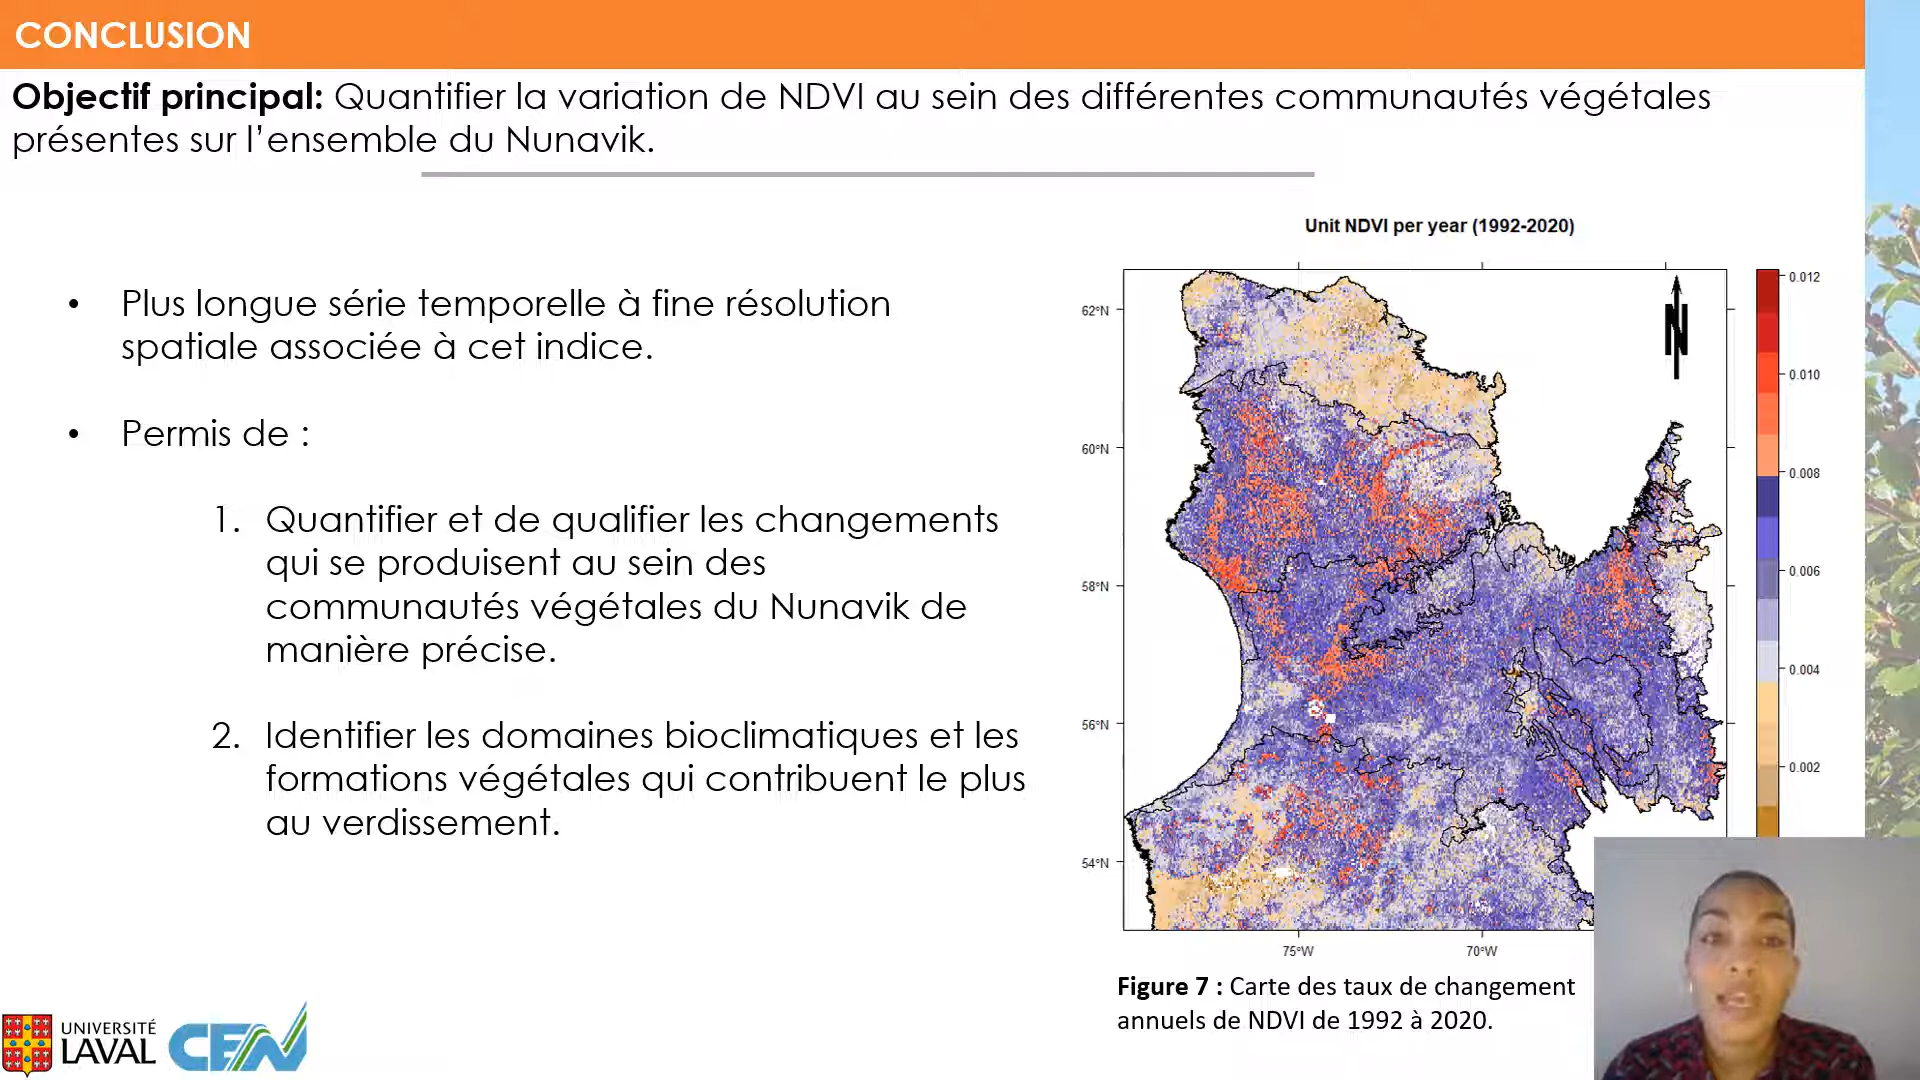 CONCLUSION
Objectif principal: Quantifier la variation de NDVI au sein des différentes communautés végétales
présentes sur l’ensemble du Nunavik.
• Plus longue série temporelle à fine résolution
spatiale associée à cet indice.
• Permis de :
1. Quantifier et de qualifier les changements
qui se produisent au sein des
communautés végétales du Nunavik de
manière précise.
2. Identifier les domaines bioclimatiques et les
formations végétales qui contribuent le plus
au verdissement.
Unit NDVI per year (1992-2020)
62°N
60°N
58°N
56°N
54°N
75°W
70°W
N
0.012
0.010
0.008
0.006
0.004
0.002
Figure 7 : Carte des taux de changement
annuels de NDVI de 1992 à 2020.
UNIVERSITÉ
LAVAL
CEN